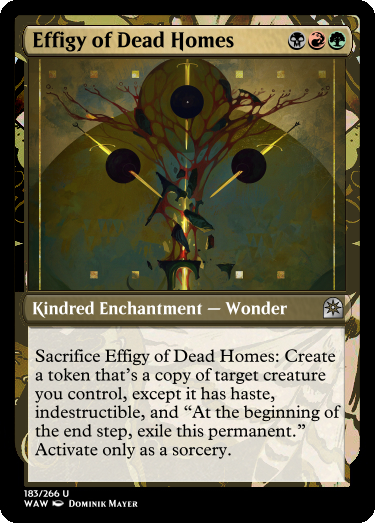 Effigy of Dead Homes
Kindred Enchantment — Wonder
Sacrifice Effigy of Dead Homes: Create
a token that's a copy of target creature
you control, except it has haste,
indestructible, and “At the beginning of
the end step, exile this permanent.”
Activate only as a sorcery.
183/266 U
WAW Dominik Mayer